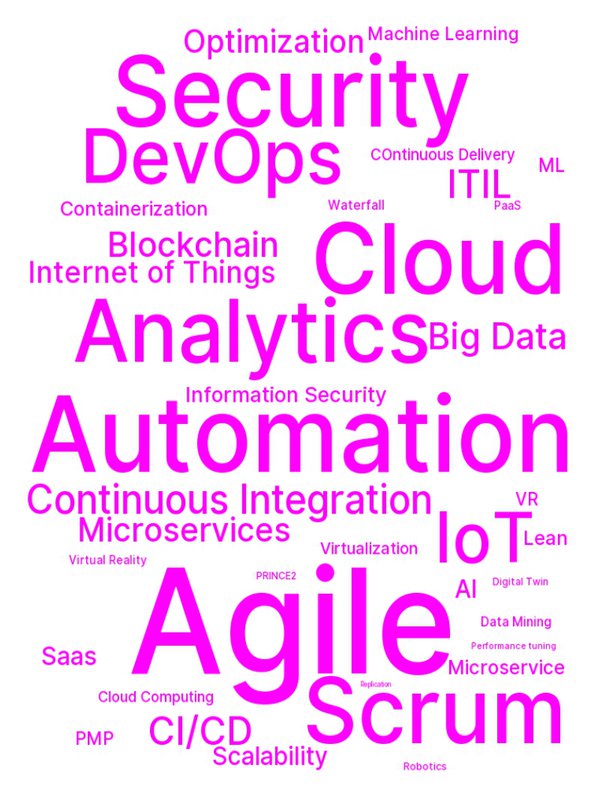 Optimization
Machine Learning
Security
DevOps
COntinuous Delivery
ML
ITIL
Containerization
Waterfall
PaaS
Blockchain
Cloud
Internet of Things
Analytics
Big Data
Information Security
Automation
Continuous Integration
VR
Microservices
IoT
Lean
Virtualization
Virtual Reality
PRINCE2
AI
Digital Twin
Agile
Data Mining
Performance tuning
Saas
Microservice
Replication
Cloud Computing
Scrum
PMP
CI/CD
Scalability
Robotics